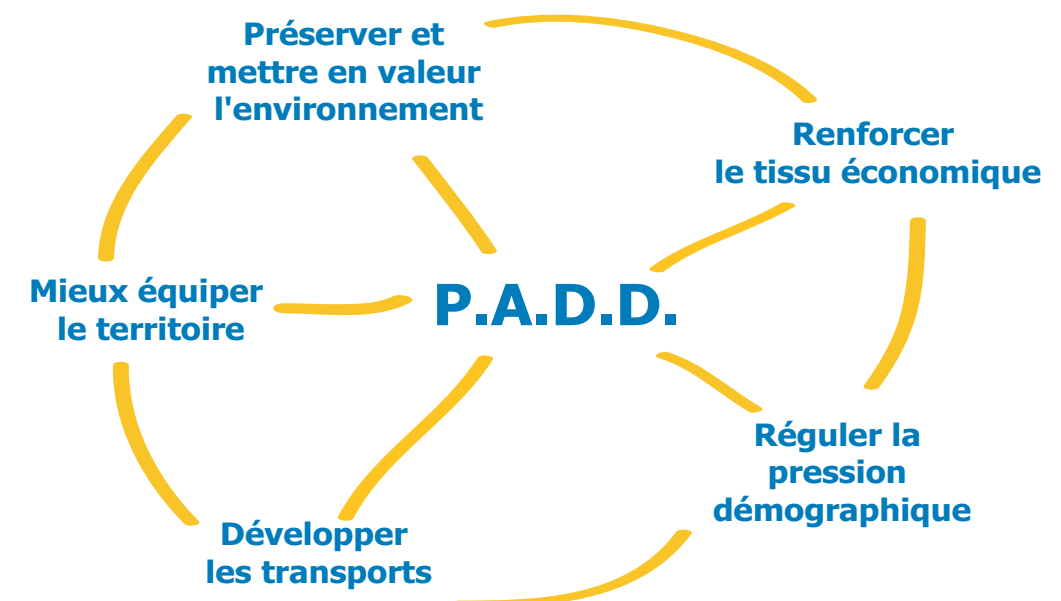 Préserver et
mettre en valeur
l'environnement
Renforcer
le tissu économique
Mieux équiper
le territoire
P.A.D.D.
Réguler la
pression
démographique
Développer
les transports